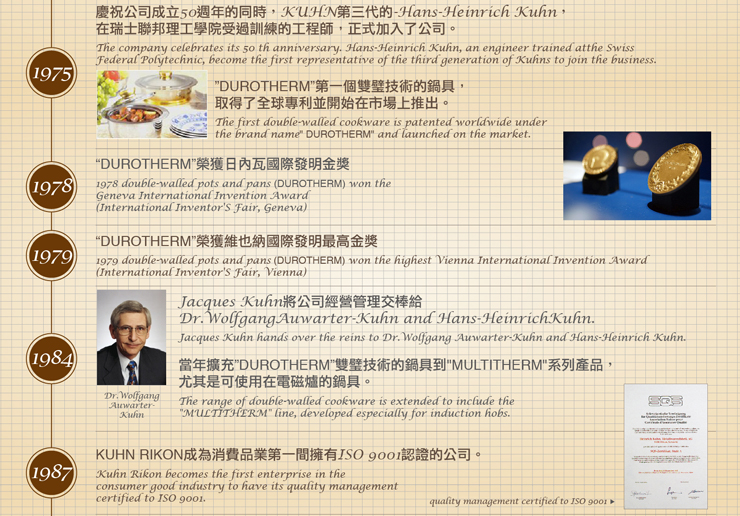 慶祝公司成立50週年的同時，KUHN第三代的-Hans-Heinrich Kuhn，
在瑞士聯邦理工學院受過訓練的工程師，正式加入了公司。
The company celebrates its 50 th anniversary. Hans-Heinrich Kuhn, an engineer trained atthe Swiss
Federal Polytechnic, become the first representative of the third generation of Kuhns to join the business.
1975
"DUROTHERM"第一個雙璧技術的鍋具，
取得了全球專利並開始在市場上推出。
The first double-walled cookware is patented worldwide under
the brand name" DUROTHERM" and launched on the market.
1978
"DUROTHERM"榮獲日內瓦國際發明金獎
1978 double-walled pots and pans (DUROTHERM) won the
Geneva International Invention Award
(International Inventor'S Fair, Geneva)
1979
"DUROTHERM"榮獲維也納國際發明最高金獎
1979 double-walled pots and pans (DUROTHERM) won the highest Vienna International Invention Award
(International Inventor'S Fair, Vienna)
1984
Jacques Kuhn將公司經營管理交棒給
Dr.WolfgangAuwarter-Kuhn and Hans-HeinrichKuhn.
Jacques Kuhn hands over the reins to Dr.Wolfgang Auwarter-Kuhn and Hans-Heinrich Kuhn.
當年擴充"DUROTHERM"雙璧技術的鍋具到"MULTITHERM"系列產品，
尤其是可使用在電磁爐的鍋具。
The range of double-walled cookware is extended to include the
"MULTITHERM" line, developed especially for induction hobs.
Dr.Wolfgang
Auwarter-
Kuhn
1987
KUHN RIKON成為消費品業第一間擁有ISO 9001認證的公司。
Kuhn Rikon becomes the first enterprise in the
consumer good industry to have its quality management
certified to ISO 9001.
quality management certified to ISO 9001
SQS